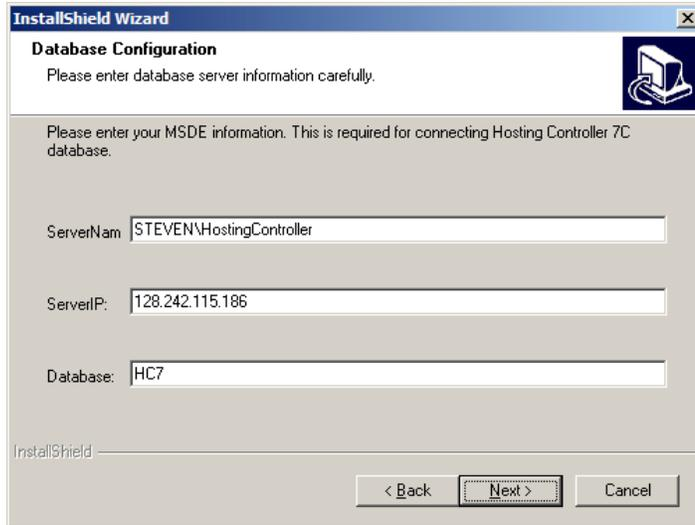 InstallShield Wizard
Database Configuration
Please enter database server information carefully.
Please enter your MSDE information. This is required for connecting Hosting Controller 7C
database.
ServerNam STEVEN\HostingController
ServerIP: 128.242.115.186
Database: HC7
InstallShield
< Back Next > Cancel